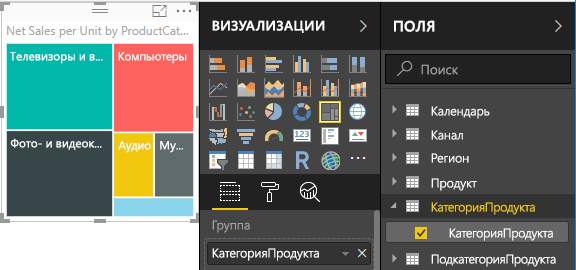 Net Sales per Unit by ProductCat...
Телевизоры и в...
Компьютеры
Фото- и видеок...
Аудио
Му...
ВИЗУАЛИЗАЦИИ
123
R
Группа
КатегорияПродукта
ПОЛЯ
Поиск
Календарь
Канал
Регион
Продукт
КатегорияПродукта
КатегорияПродукта
ПодкатегорияПродукта